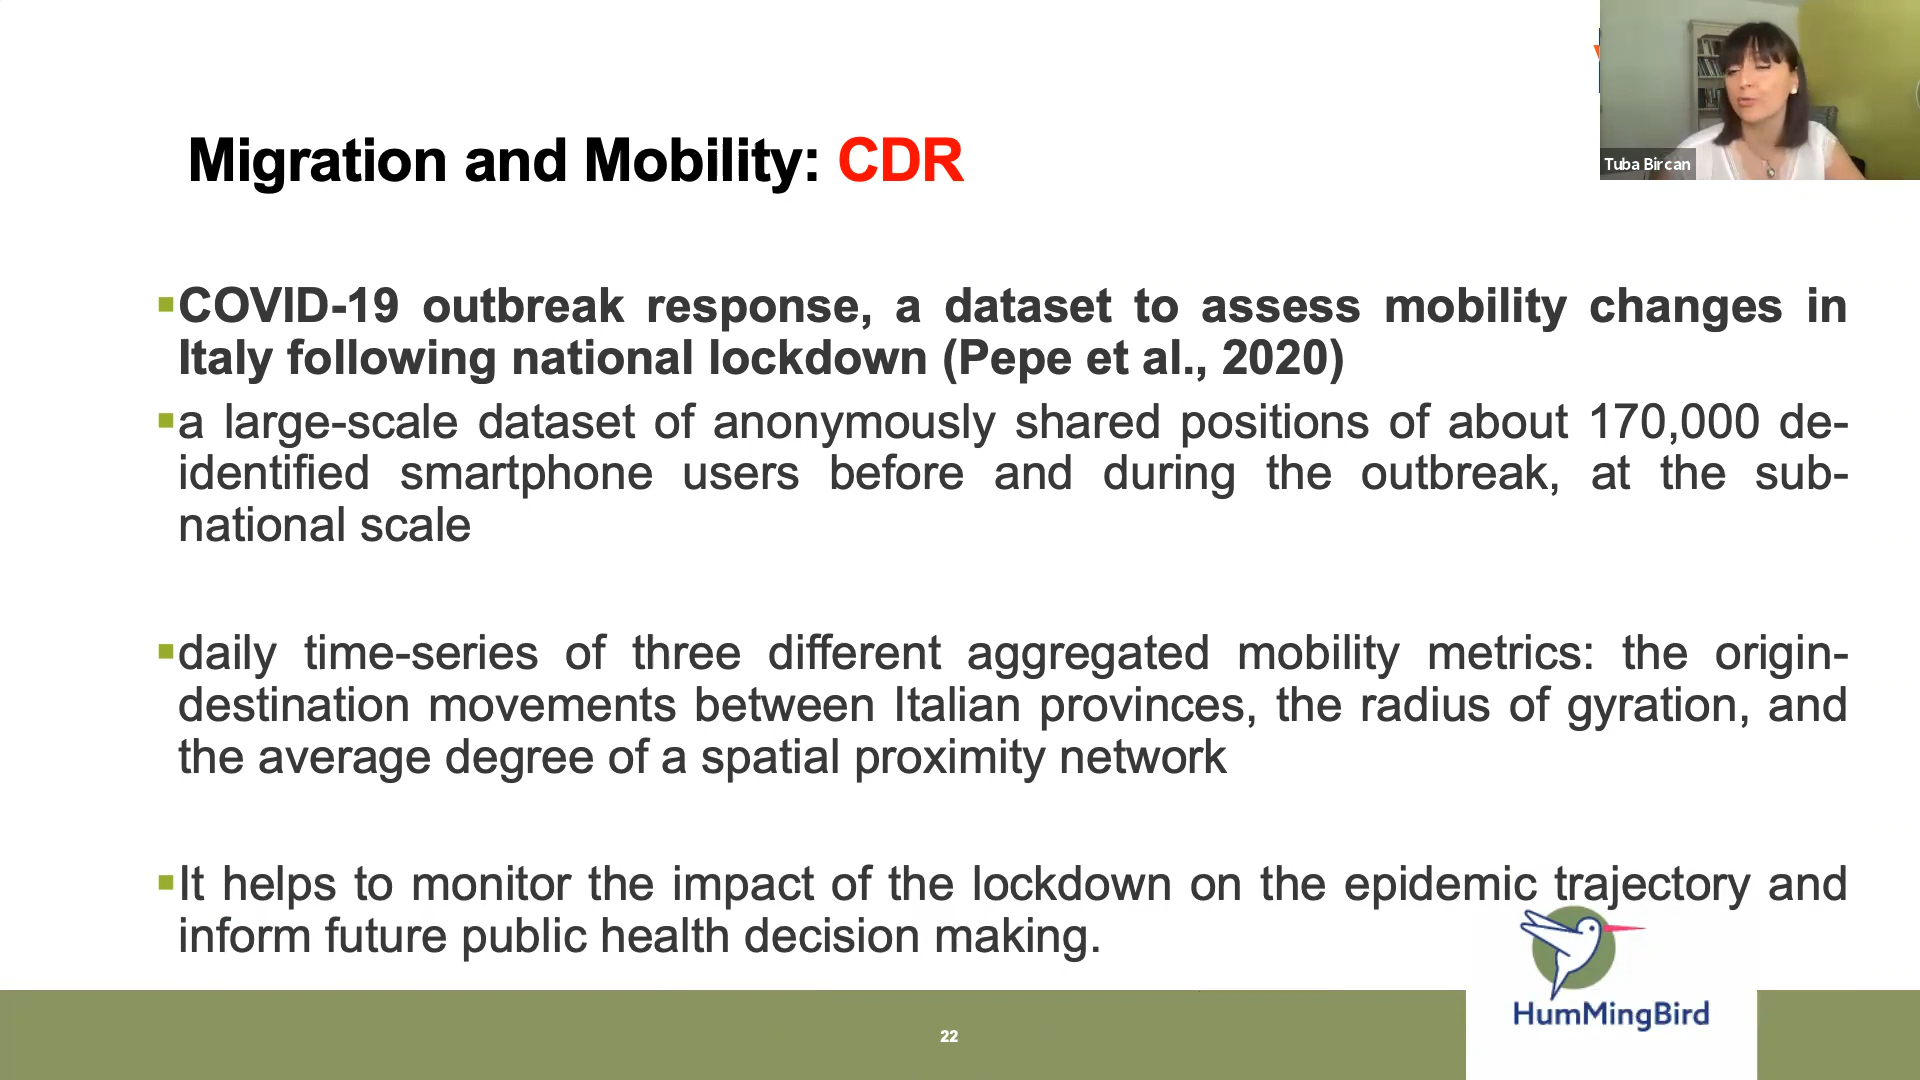 Migration and Mobility: CDR
Tuba Bircan
COVID-19 outbreak response, a dataset to assess mobility changes in
Italy following national lockdown (Pepe et al., 2020)
a large-scale dataset of anonymously shared positions of about 170,000 de-
identified smartphone users before and during the outbreak, at the sub-
national scale
daily time-series of three different aggregated mobility metrics: the origin-
destination movements between Italian provinces, the radius of gyration, and
the average degree of a spatial proximity network
It helps to monitor the impact of the lockdown on the epidemic trajectory and
inform future public health decision making.
HumMingBird
22